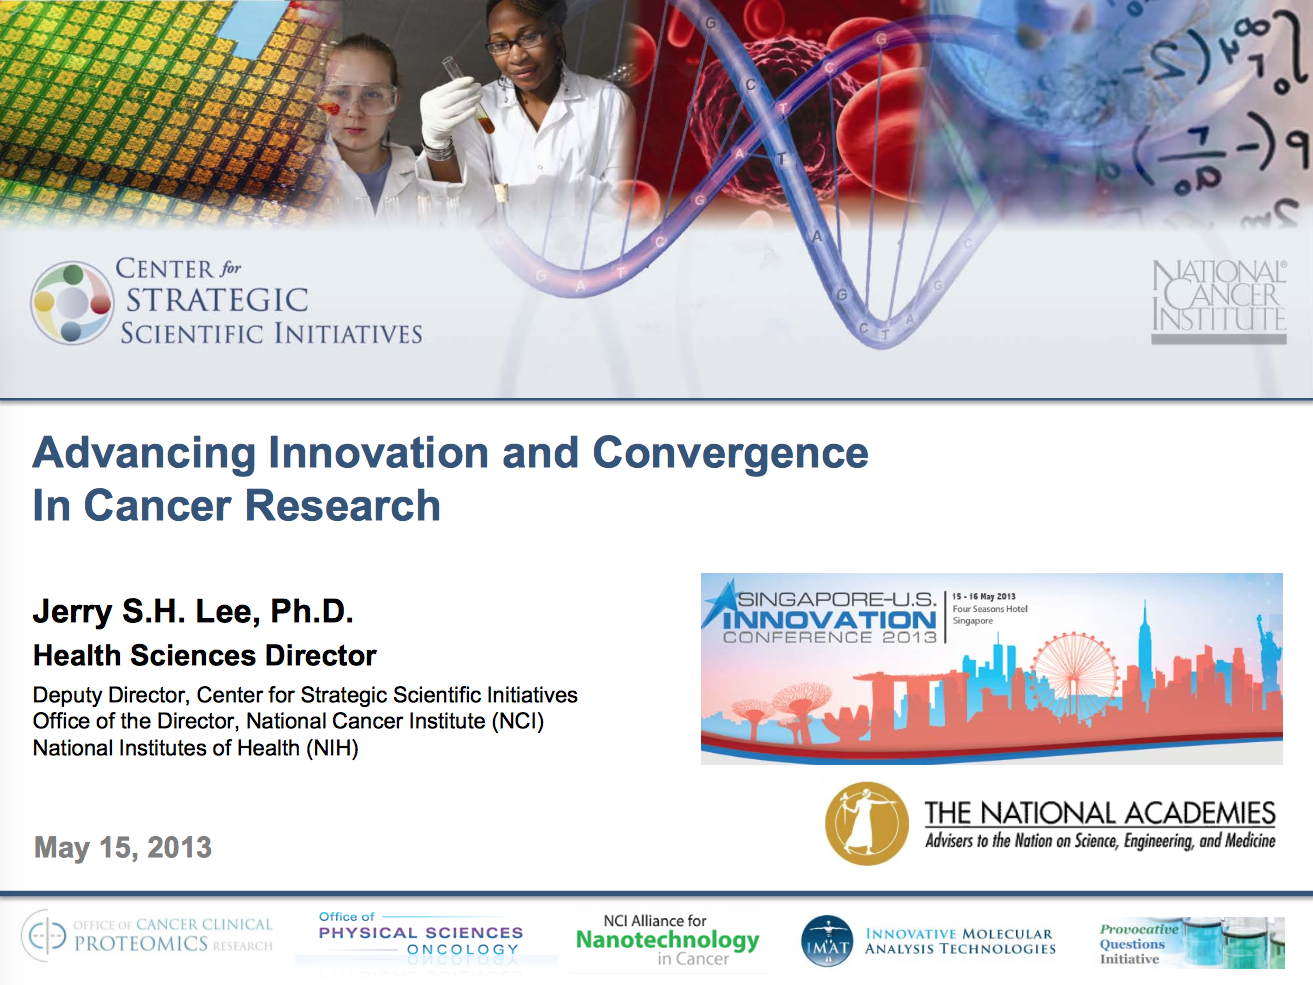 CENTER for
STRATEGIC
SCIENTIFIC INITIATIVES
NATIONAL®
CANCER
INSTITUTE
Advancing Innovation and Convergence
In Cancer Research
Jerry S.H. Lee, Ph.D.
Health Sciences Director
Deputy Director, Center for Strategic Scientific Initiatives
Office of the Director, National Cancer Institute (NCI)
National Institutes of Health (NIH)
SINGAPORE-U.S.
INNOVATION
CONFERENCE 2013
15 - 16 May 2013
Four Seasons Hotel
Singapore
THE NATIONAL ACADEMIES
Advisers to the Nation on Science, Engineering, and Medicine
May 15, 2013
OFFICE OF CANCER CLINICAL
PROTEOMICS RESEARCH
Office of
PHYSICAL SCIENCES
ONCOLOGY
NCI Alliance for
Nanotechnology
in Cancer
IMAT
INNOVATIVE MOLECULAR
ANALYSIS TECHNOLOGIES
Provocative
Questions
Initiative